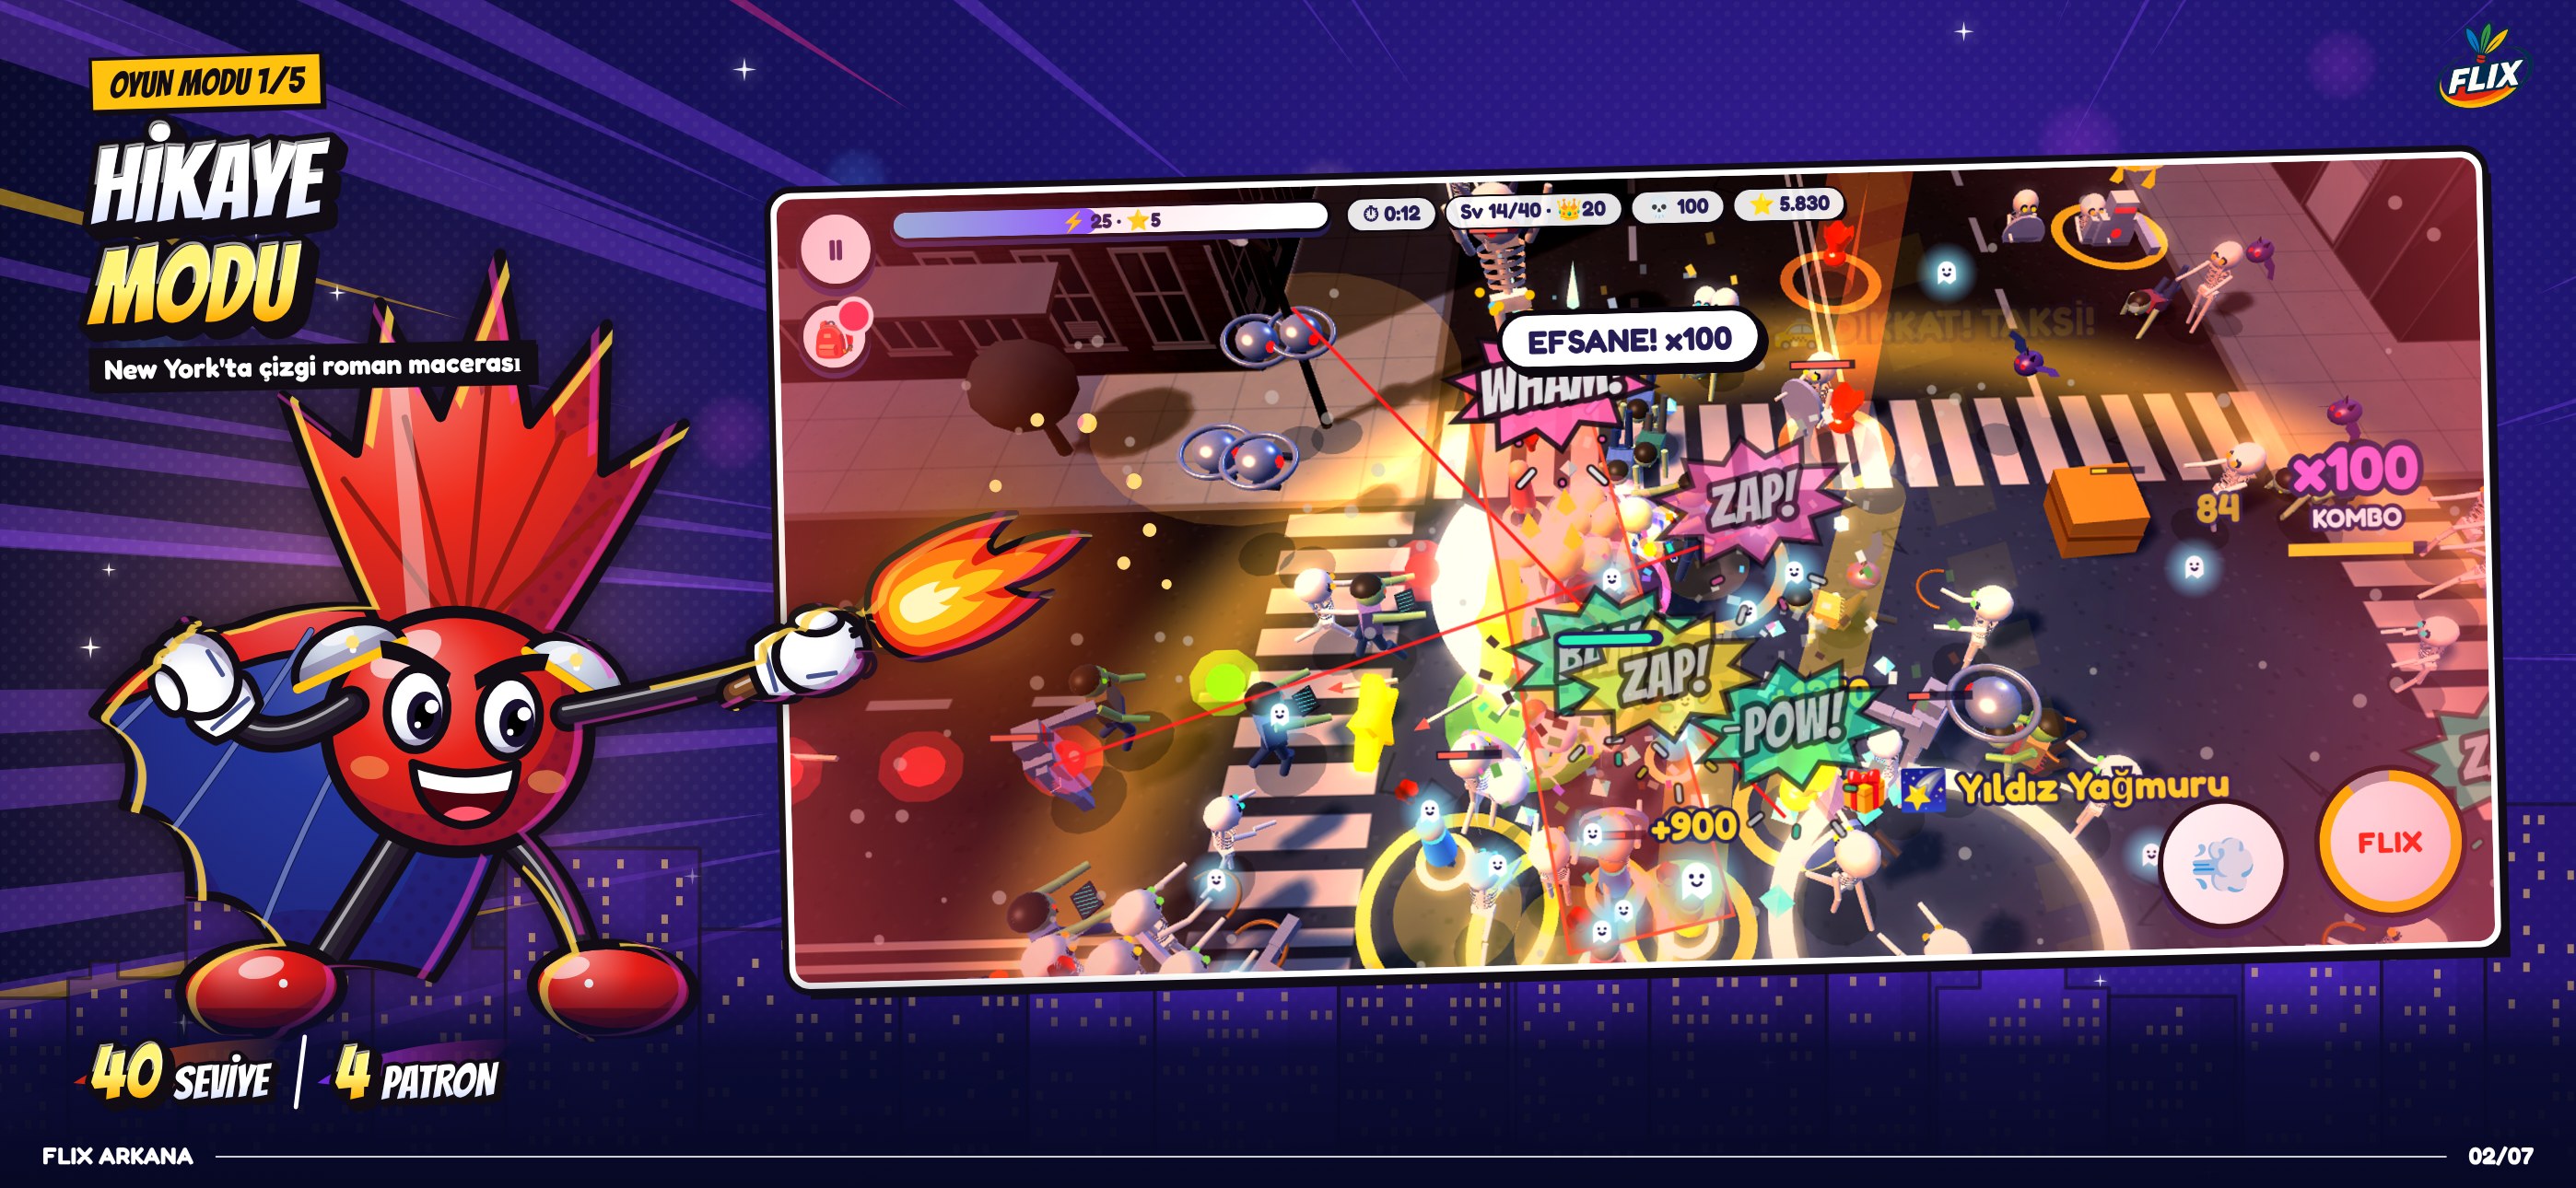 OYUN MODU 1/5
HİKAYE
MODU
New York'ta çizgi roman macerası
FLIX
25 · 5
0:12
Sv 14/40 · 20
100
5.830
EFSANE! x100
DİKKAT! TAKSİ!
WHAM!
ZAP!
x100
KOMBO
84
ZAP!
POW!
Yıldız Yağmuru
+900
FLIX
40 SEVİYE
4 PATRON
FLIX ARKANA
02/07